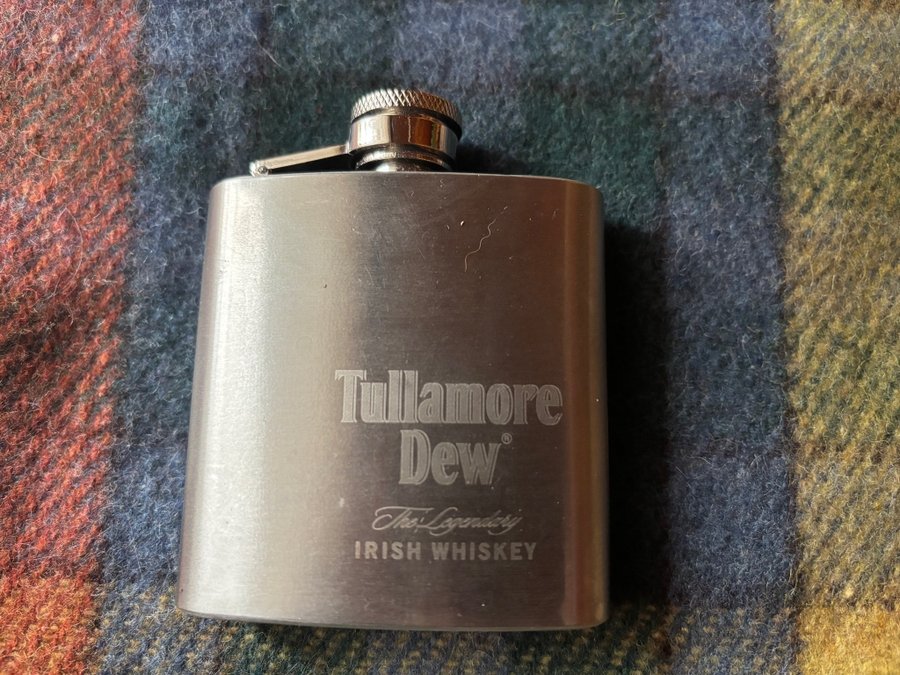 Tullamore
Dew®
The Legendary
IRISH WHISKEY